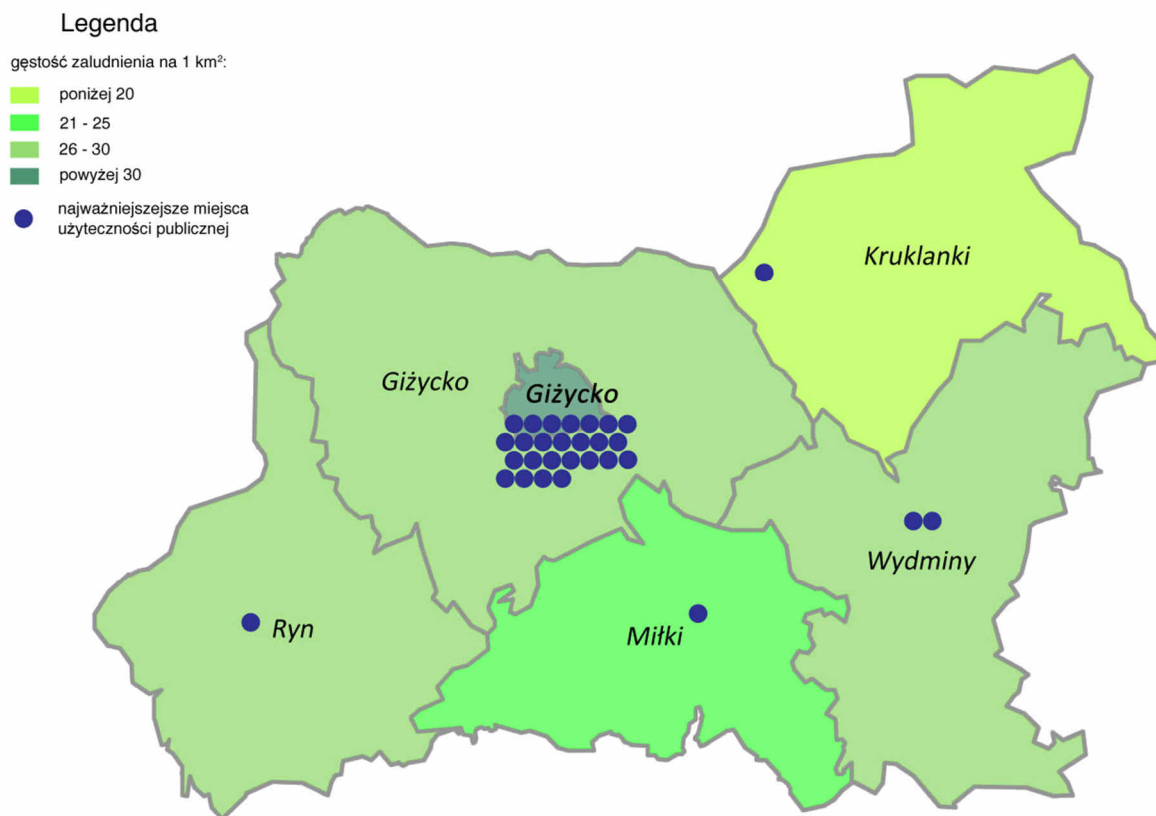 Legenda
gęstość zaludnienia na 1 km²:
poniżej 20
21 - 25
26 - 30
powyżej 30
najważniejszejsze miejsca
użyteczności publicznej
Kruklanki
Giżycko
Giżycko
Wydminy
Ryn
Miłki